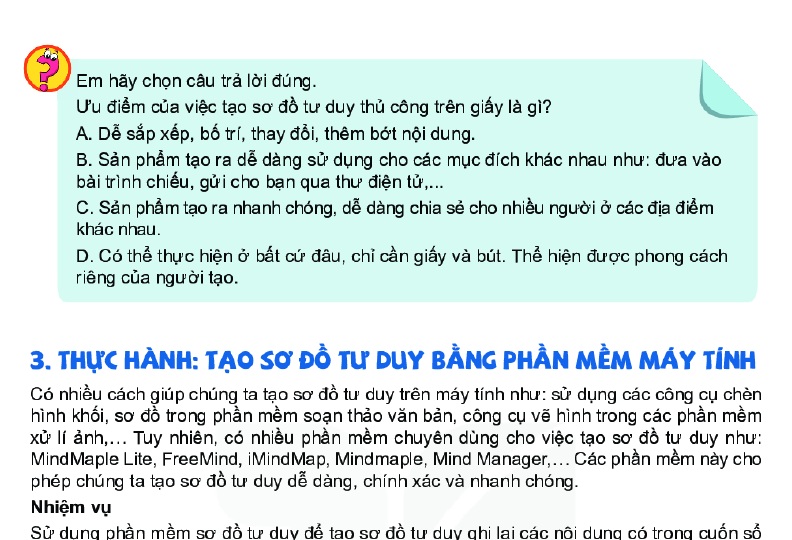 Em hãy chọn câu trả lời đúng.
Ưu điểm của việc tạo sơ đồ tư duy thủ công trên giấy là gì?
A. Dễ sắp xếp, bố trí, thay đổi, thêm bớt nội dung.
B. Sản phẩm tạo ra dễ dàng sử dụng cho các mục đích khác nhau như: đưa vào
bài trình chiếu, gửi cho bạn qua thư điện tử,...
C. Sản phẩm tạo ra nhanh chóng, dễ dàng chia sẻ cho nhiều người ở các địa điểm
khác nhau.
D. Có thể thực hiện ở bất cứ đâu, chỉ cần giấy và bút. Thể hiện được phong cách
riêng của người tạo.
3. THỰC HÀNH: TẠO SƠ ĐỒ TƯ DUY BẰNG PHẦN MỀM MÁY TÍNH
Có nhiều cách giúp chúng ta tạo sơ đồ tư duy trên máy tính như: sử dụng các công cụ chèn
hình khối, sơ đồ trong phần mềm soạn thảo văn bản, công cụ vẽ hình trong các phần mềm
xử lí ảnh,… Tuy nhiên, có nhiều phần mềm chuyên dùng cho việc tạo sơ đồ tư duy như:
MindMaple Lite, FreeMind, iMindMap, Mindmaple, Mind Manager,… Các phần mềm này cho
phép chúng ta tạo sơ đồ tư duy dễ dàng, chính xác và nhanh chóng.
Nhiệm vụ
Sử dụng phần mềm sơ đồ tư duy để tạo sơ đồ tư duy ghi lại các nội dung có trong cuốn sổ